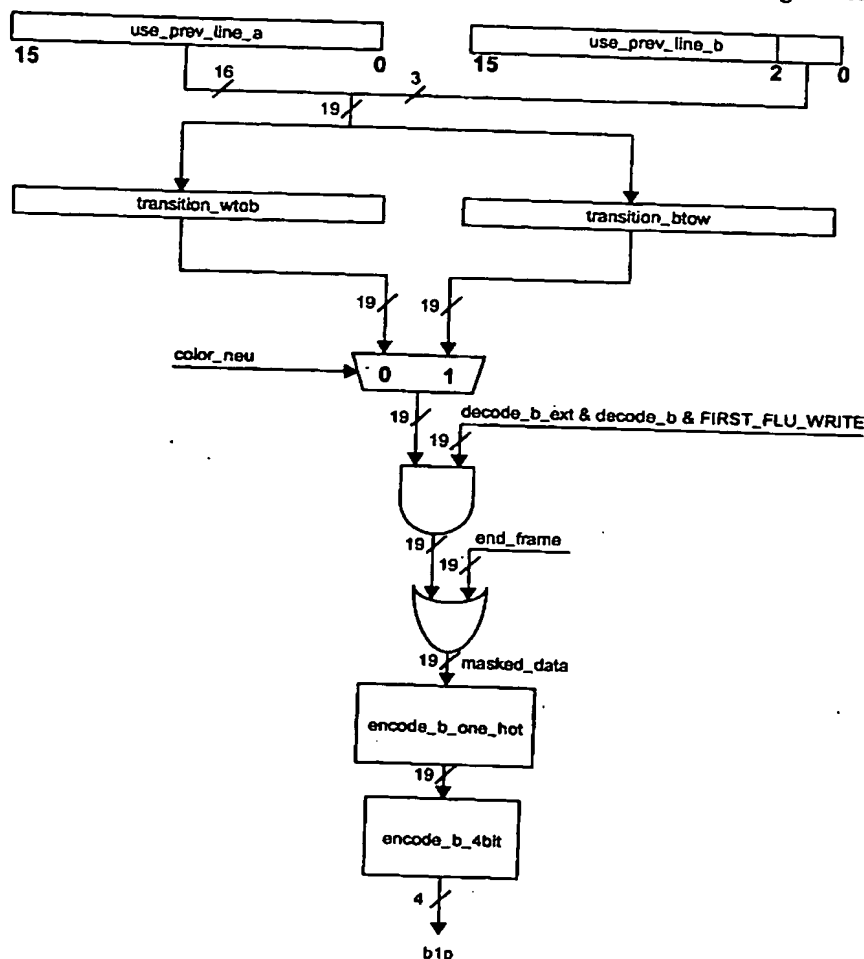 use_prev_line_a
use_prev_line_b
15
0
15
2
0
16
3
19
transition_wtob
transition_btow
19
19
color_neu
0
1
19
decode_b_ext & decode_b & FIRST_FLU_WRITE
19
19
end_frame
19
19
masked_data
encode_b_one_hot
19
encode_b_4bit
4
b1p